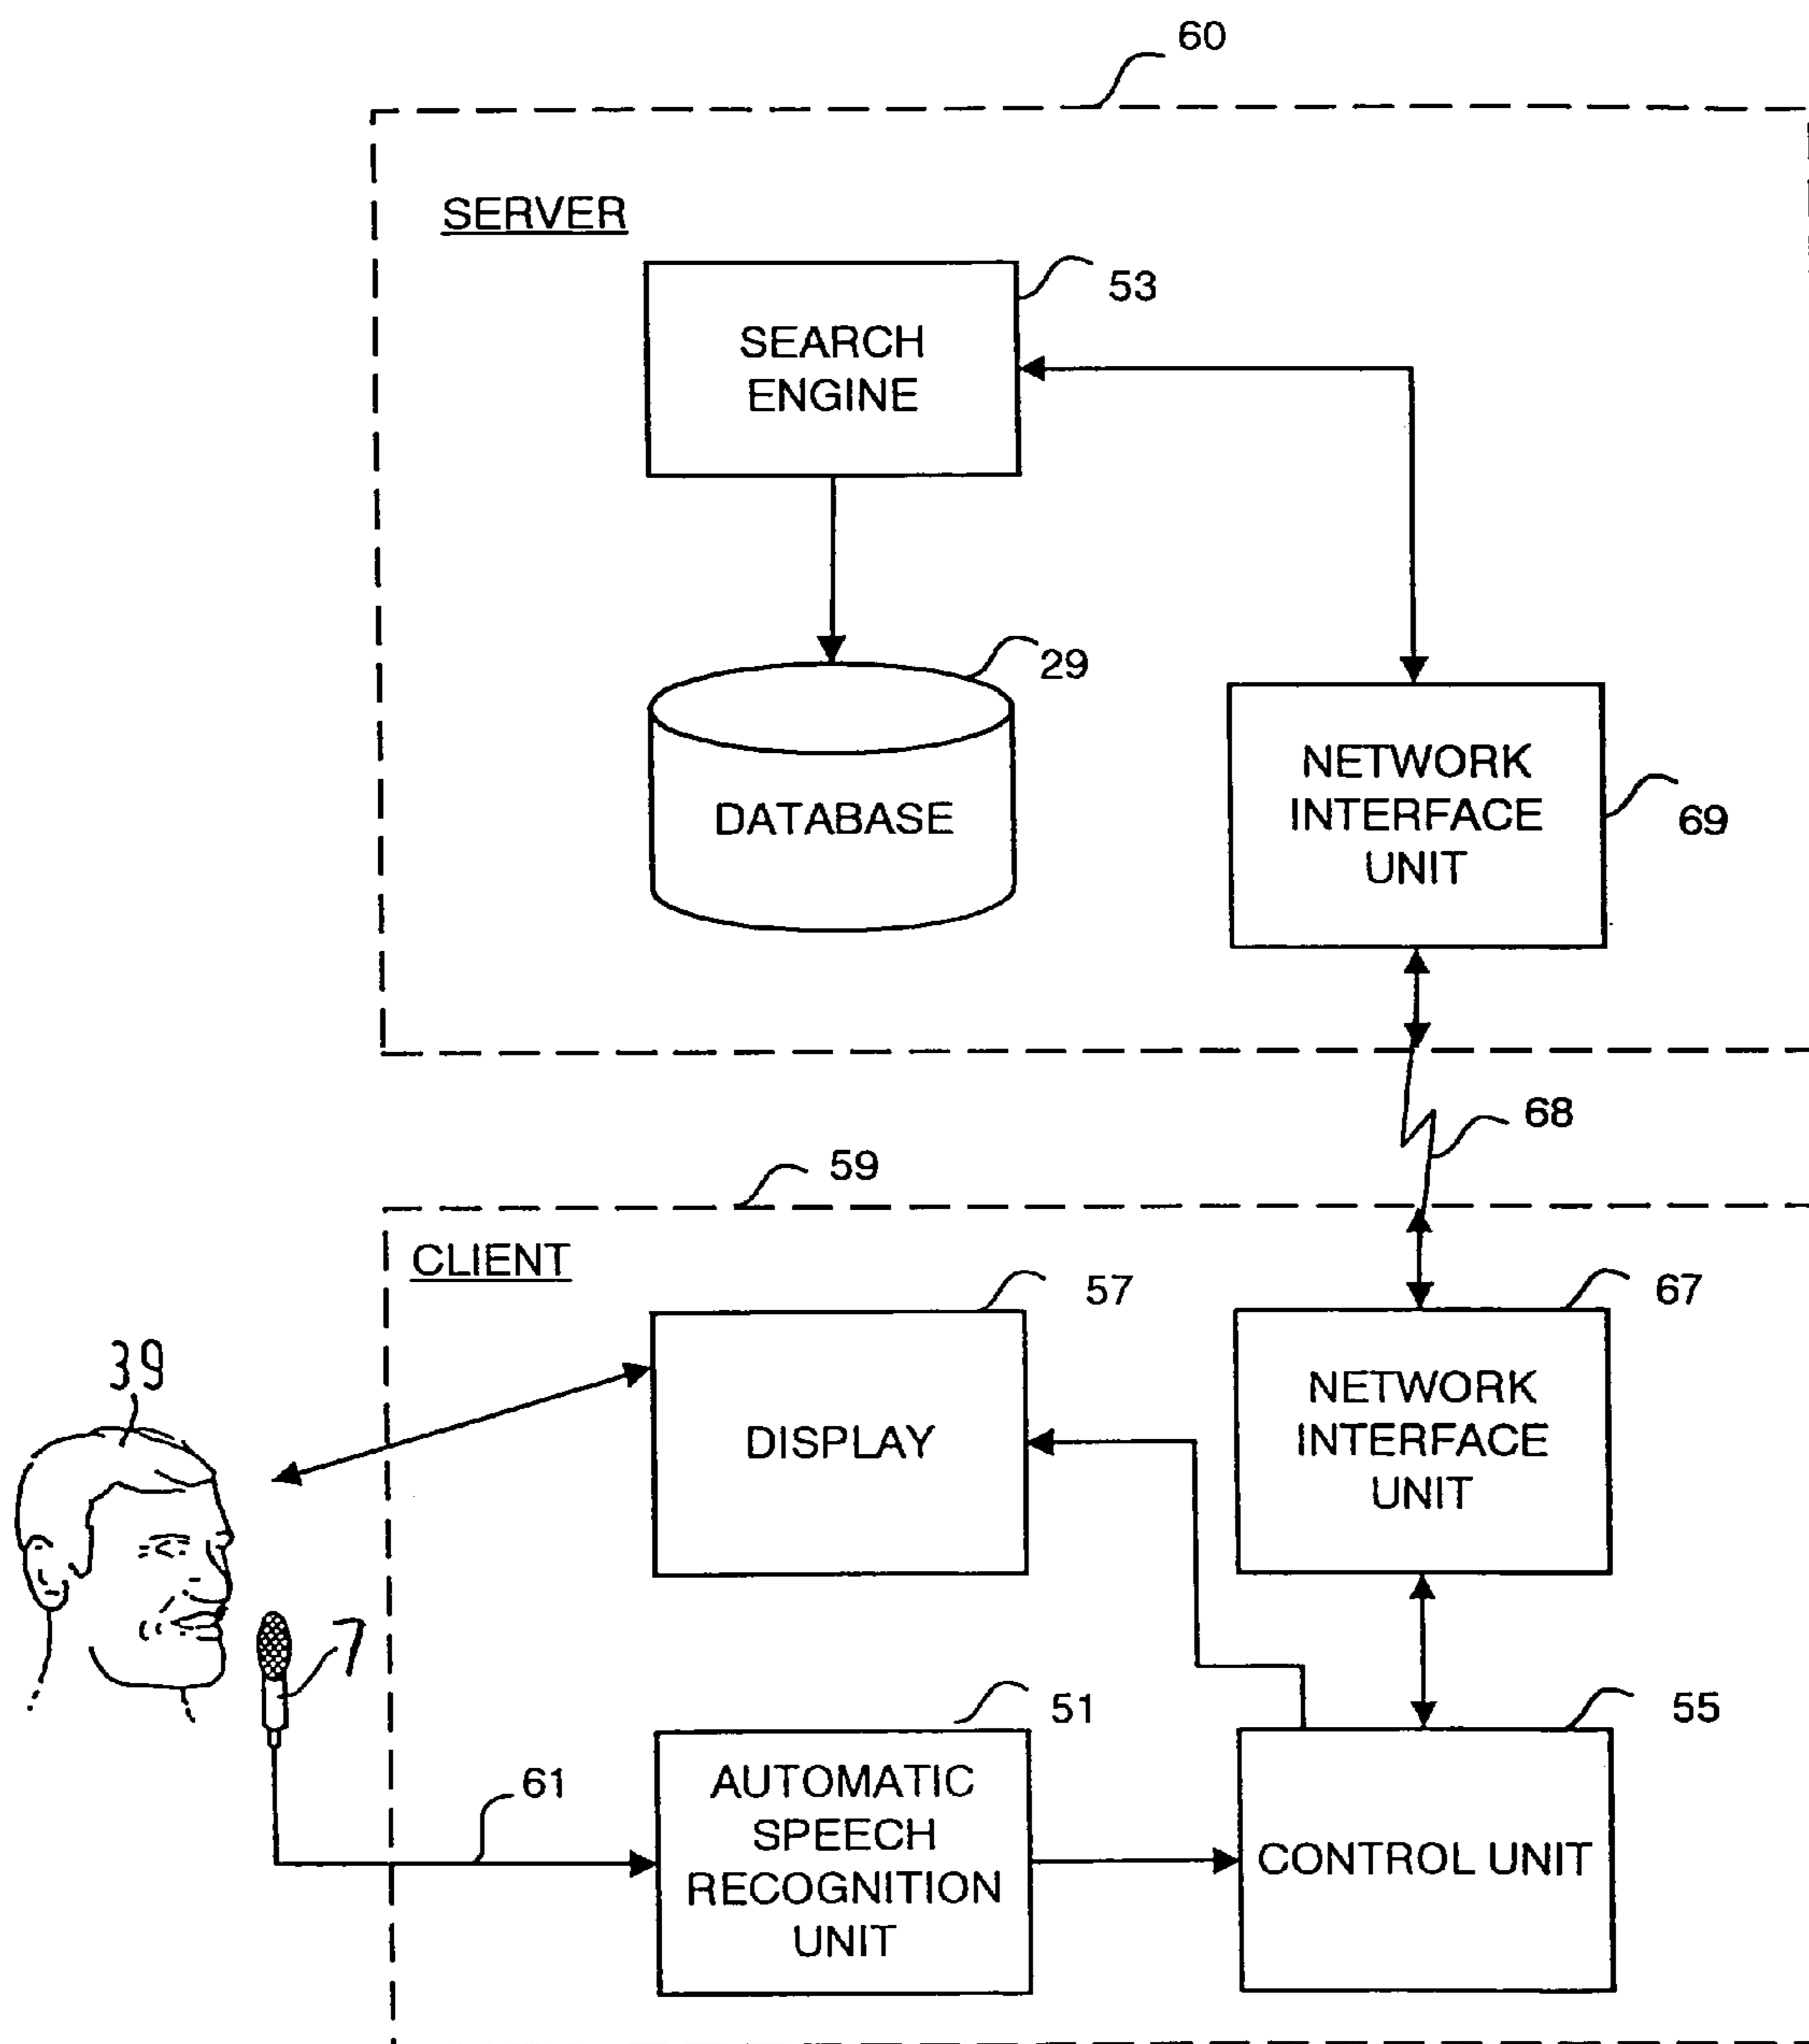 60
SERVER
53
SEARCH
ENGINE
29
DATABASE
NETWORK
INTERFACE
UNIT
69
68
59
CLIENT
57
67
39
DISPLAY
NETWORK
INTERFACE
UNIT
7
51
55
61
AUTOMATIC
SPEECH
RECOGNITION
UNIT
CONTROL UNIT